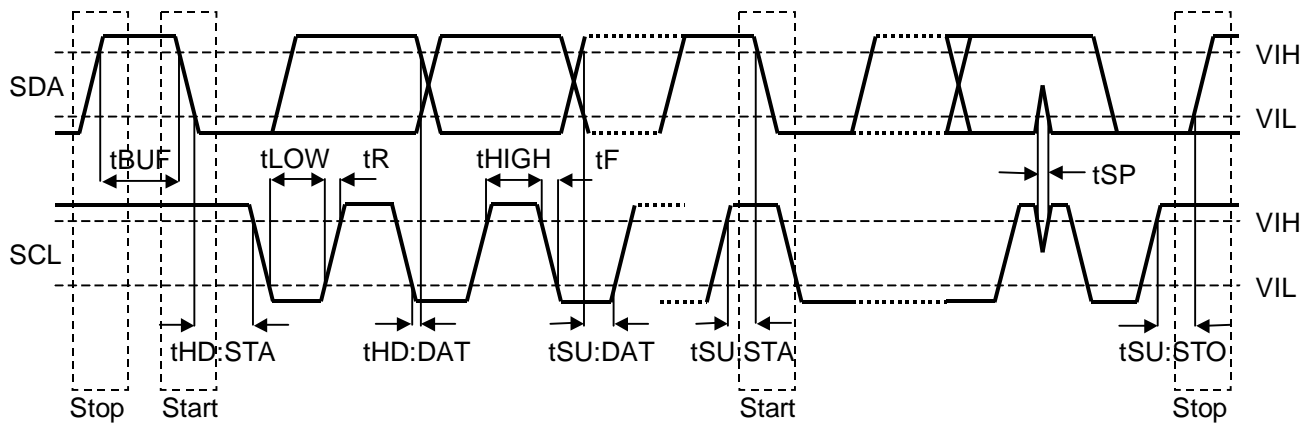 VIH
SDA
VIL
tBUF tLOW tR tHIGH tF tSP
VIH
SCL
VIL
tHD:STA tHD:DAT tSU:DAT tSU:STA tSU:STO
Stop Start Start Stop